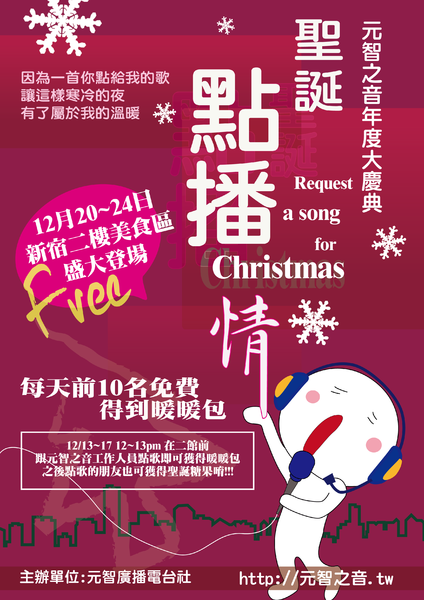 元智之音年度大慶典
聖誕
點播
情
Request
a song
for
Christmas
因為一首你點給我的歌
讓這樣寒冷的夜
有了屬於我的溫暖
12月20~24日
新宿二樓美食區
盛大登場
Free
每天前10名免費
得到暖暖包
12/13~17 12~13pm 在二館前
跟元智之音工作人員點歌即可獲得暖暖包
之後點歌的朋友也可獲得聖誕糖果唷!!!
主辦單位:元智廣播電台社
http://元智之音.tw